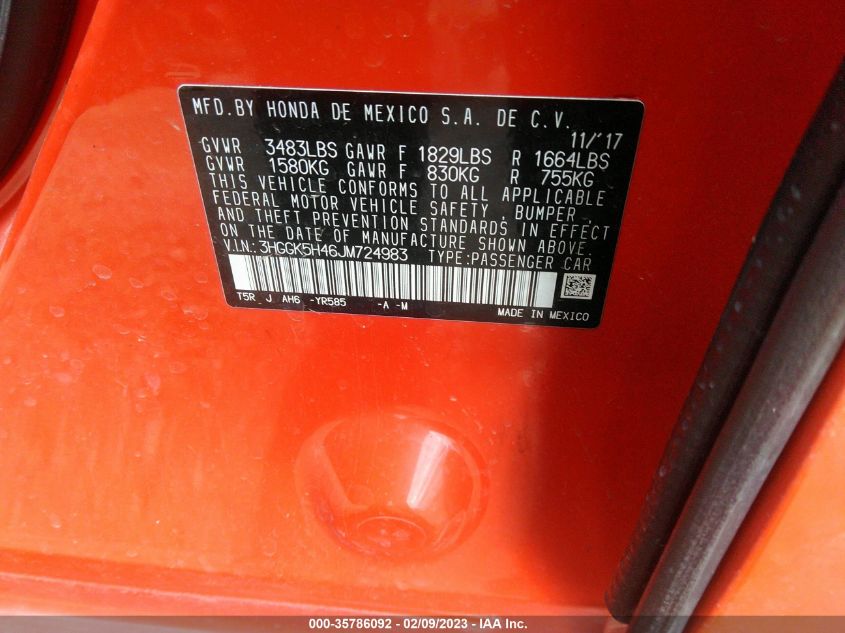 MFD.BY HONDA DE MEXICO S.A. DE C.V.
11/'17
GVWR 3483LBS GAWR F 1829LBS R 1664LBS
GVWR 1580KG GAWR F 830KG R 755KG
THIS VEHICLE CONFORMS TO ALL APPLICABLE
FEDERAL MOTOR VEHICLE SAFETY, BUMPER,
AND THEFT PREVENTION STANDARDS IN EFFECT
ON THE DATE OF MANUFACTURE SHOWN ABOVE.
V.I.N.: 3HGGK5H46JM724983 TYPE:PASSENGER CAR
T5R J AH6 -YR585 -A -M
MADE IN MEXICO
000-35786092 - 02/09/2023 - IAA Inc.